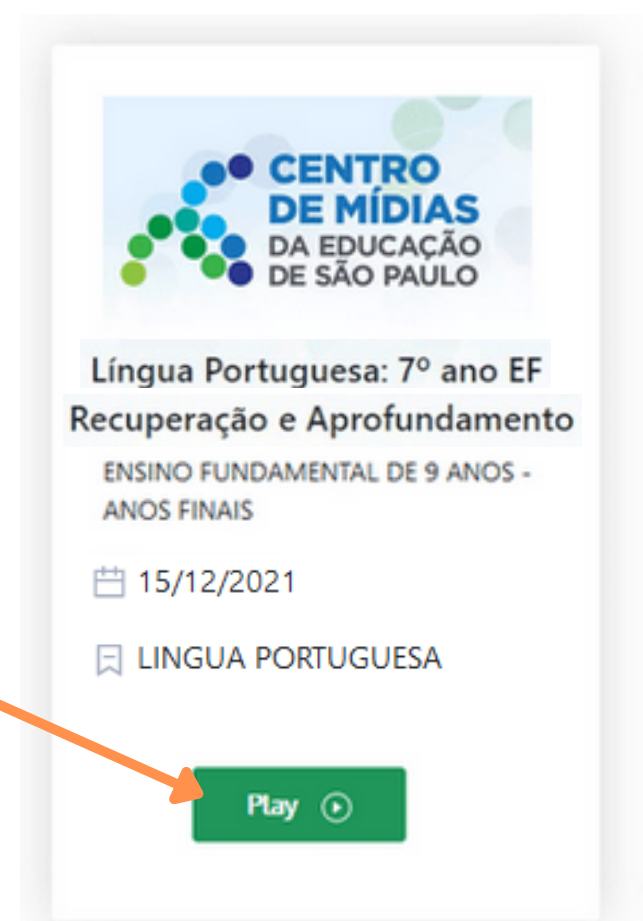 CENTRO
DE MÍDIAS
DA EDUCAÇÃO
DE SÃO PAULO
Língua Portuguesa: 7º ano EF
Recuperação e Aprofundamento
ENSINO FUNDAMENTAL DE 9 ANOS -
ANOS FINAIS
15/12/2021
LINGUA PORTUGUESA
Play